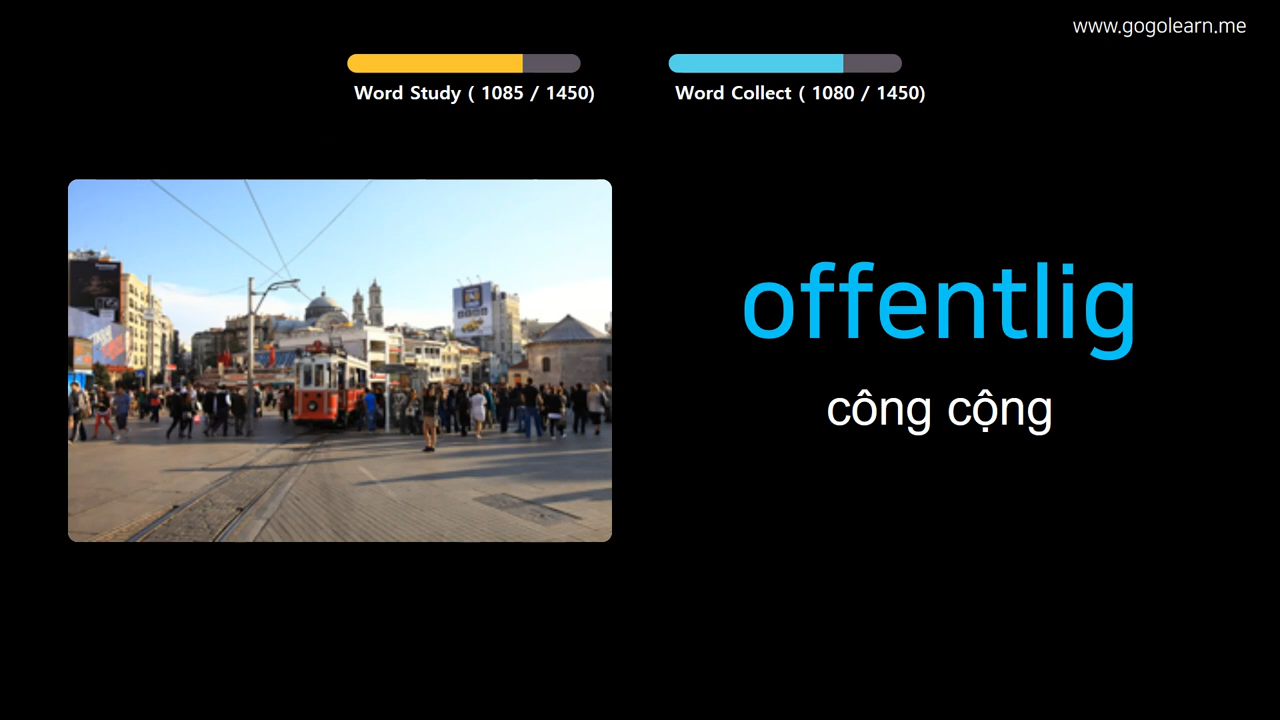 www.gogolearn.me
Word Study ( 1085 / 1450)
Word Collect ( 1080 / 1450)
offentlig
công cộng